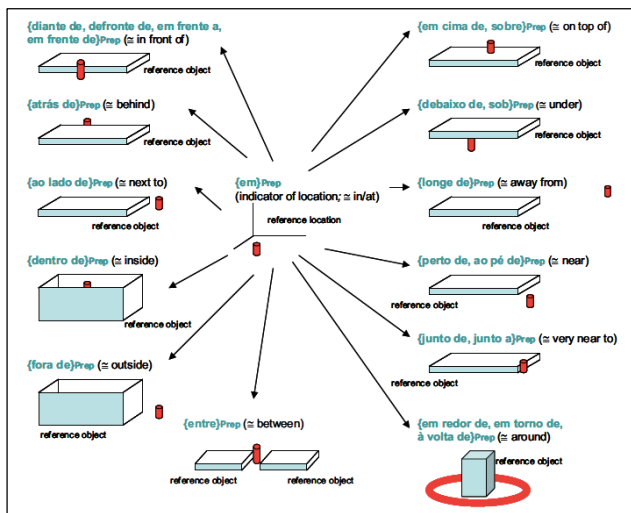 {diante de, defronte de, em frente a,
em frente de}Prep (≅ in front of)
reference object
{atrás de}Prep (≅ behind)
reference object
{ao lado de}Prep (≅ next to)
reference object
{dentro de}Prep (≅ inside)
reference object
{fora de}Prep (≅ outside)
reference object
{em}Prep
(indicator of location; ≅ in/at)
reference location
{entre}Prep (≅ between)
reference object
reference object
{em cima de, sobre}Prep (≅ on top of)
reference object
{debaixo de, sob}Prep (≅ under)
reference object
{longe de}Prep (≅ away from)
reference object
{perto de, ao pé de}Prep (≅ near)
reference object
{junto de, junto a}Prep (≅ very near to)
reference object
{em redor de, em torno de,
à volta de}Prep (≅ around)
reference object